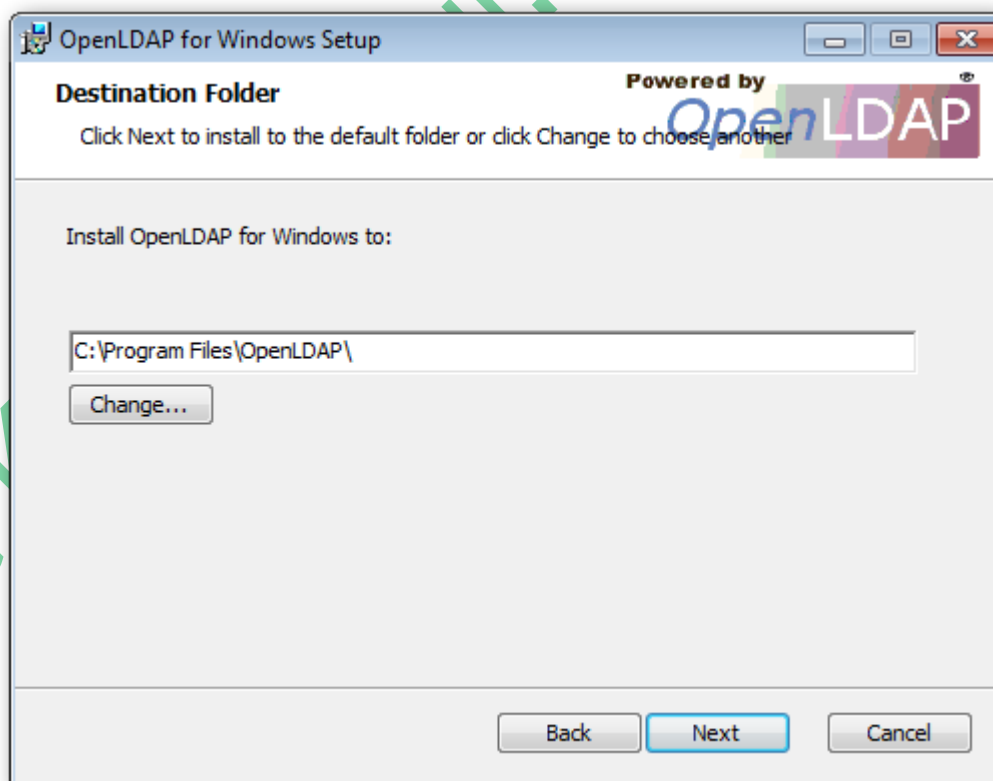 OpenLDAP for Windows Setup
Destination Folder
Powered by
OpenLDAP
Click Next to install to the default folder or click Change to choose another
Install OpenLDAP for Windows to:
C:\Program Files\OpenLDAP\
Change...
Back
Next
Cancel